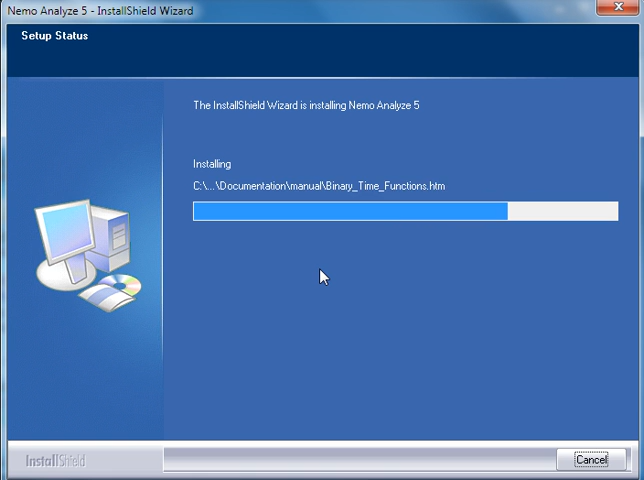 Nemo Analyze 5 - InstallShield Wizard
Setup Status
The InstallShield Wizard is installing Nemo Analyze 5
Installing
C:\...\Documentation\manual\Binary_Time_Functions.htm
InstallShield
Cancel